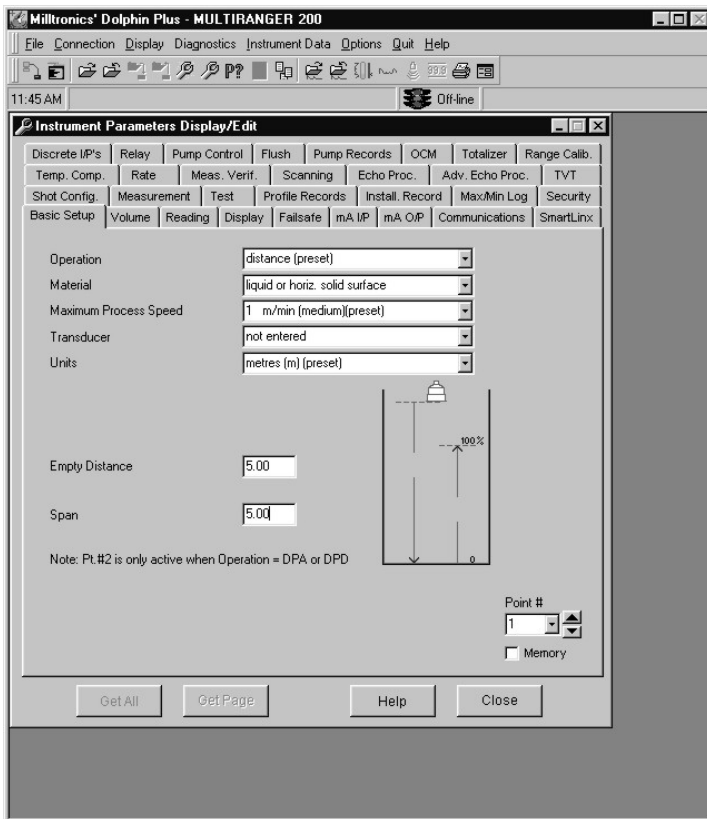 Milltronics' Dolphin Plus - MULTIRANGER 200
File Connection Display Diagnostics Instrument Data Options Quit Help
P?
99.9
11:45 AM Off-line
Instrument Parameters Display/Edit
Discrete I/P's Relay Pump Control Flush Pump Records OCM Totalizer Range Calib.
Temp. Comp. Rate Meas. Verif. Scanning Echo Proc. Adv. Echo Proc. TVT
Shot Config. Measurement Test Profile Records Install. Record Max/Min Log Security
Basic Setup Volume Reading Display Failsafe mA I/P mA O/P Communications SmartLinx
Operation distance (preset)
Material liquid or horiz. solid surface
Maximum Process Speed 1 m/min (medium)(preset)
Transducer not entered
Units metres (m) (preset)
100%
Empty Distance 5.00
Span 5.00
Note: Pt.#2 is only active when Operation = DPA or DPD
0
Point #
1
Memory
Get All Get Page Help Close